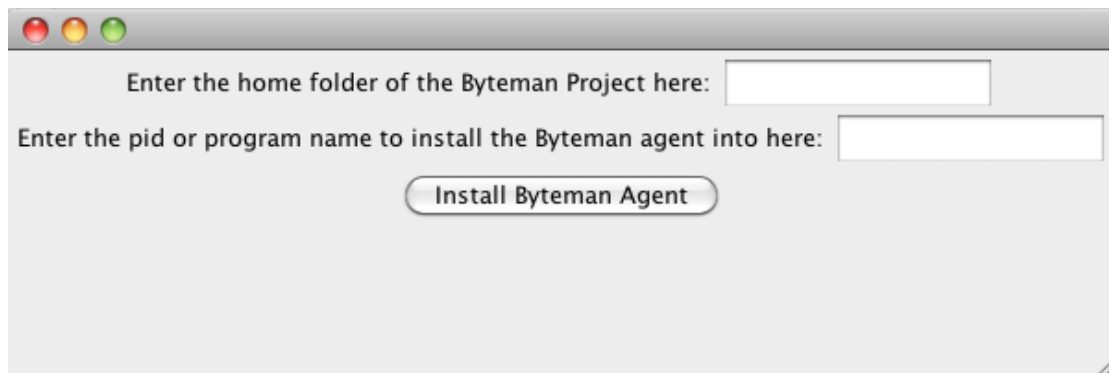 Enter the home folder of the Byteman Project here:
Enter the pid or program name to install the Byteman agent into here:
Install Byteman Agent